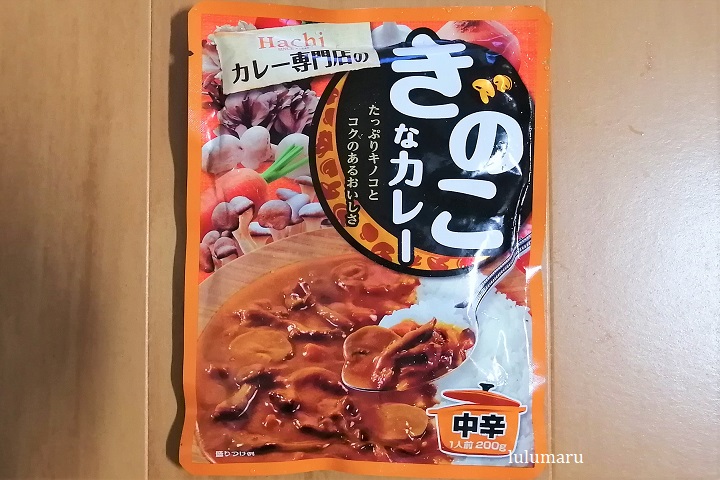 Hachi
カレー専門店の
きのこ
なカレー
たっぷりキノコと
コクのあるおいしさ
中辛
1人前200g
盛りつけ例
lulumaru